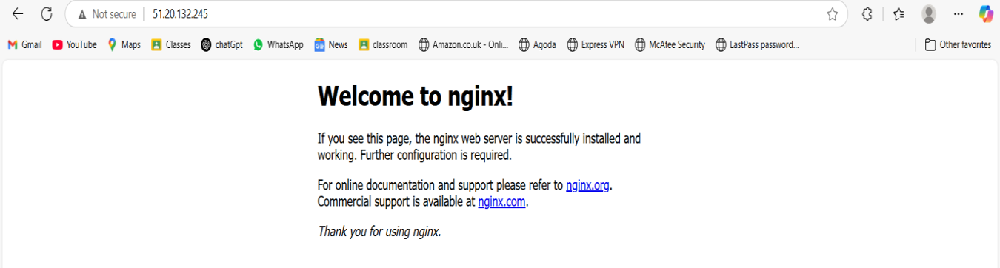 Not secure | 51.20.132.245
Gmail YouTube Maps Classes chatGpt WhatsApp News classroom Amazon.co.uk - Onli... Agoda Express VPN McAfee Security LastPass password... Other favorites
Welcome to nginx!
If you see this page, the nginx web server is successfully installed and
working. Further configuration is required.
For online documentation and support please refer to nginx.org.
Commercial support is available at nginx.com.
Thank you for using nginx.